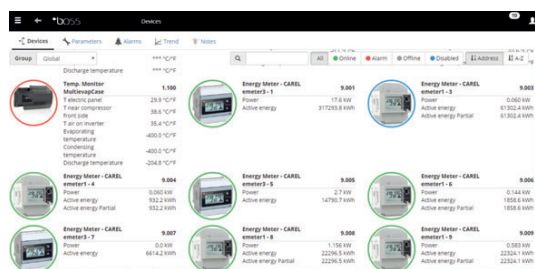 boss
Devices
10
Devices
Parameters
Alarms
Trend
Notes
Group
Global
All
Online
Alarm
Offline
Disabled
Address
A-Z
Discharge temperature *** °C/°F
Temp. Monitor
MultievapCase
1.100
T electric panel 29.9 °C/°F
T near compressor
front side
38.6 °C/°F
T air on inverter 35.4 °C/°F
Evaporating
temperature
-400.0 °C/°F
Condensing
temperature
-400.0 °C/°F
Discharge temperature -204.8 °C/°F
Energy Meter - CAREL
emeter3 - 1
9.001
Power 17.6 kW
Active energy 317293.8 kWh
Energy Meter - CAREL
emeter1 - 3
9.003
Power 0.060 kW
Active energy 61302.4 kWh
Active energy Partial 61302.4 kWh
Energy Meter - CAREL
emeter1 - 4
9.004
Power 0.060 kW
Active energy 932.2 kWh
Active energy Partial 932.2 kWh
Energy Meter - CAREL
emeter3 - 5
9.005
Power 2.7 kW
Active energy 14790.7 kWh
Energy Meter - CAREL
emeter1 - 6
9.006
Power 0.144 kW
Active energy 1858.6 kWh
Active energy Partial 1858.6 kWh
Energy Meter - CAREL
emeter3 - 7
9.007
Power 0.0 kW
Active energy 6614.2 kWh
Energy Meter - CAREL
emeter1 - 8
9.008
Power 1.156 kW
Active energy 22296.5 kWh
Active energy Partial 22296.5 kWh
Energy Meter - CAREL
emeter1 - 9
9.009
Power 0.583 kW
Active energy 22324.1 kWh
Active energy Partial 22324.1 kWh